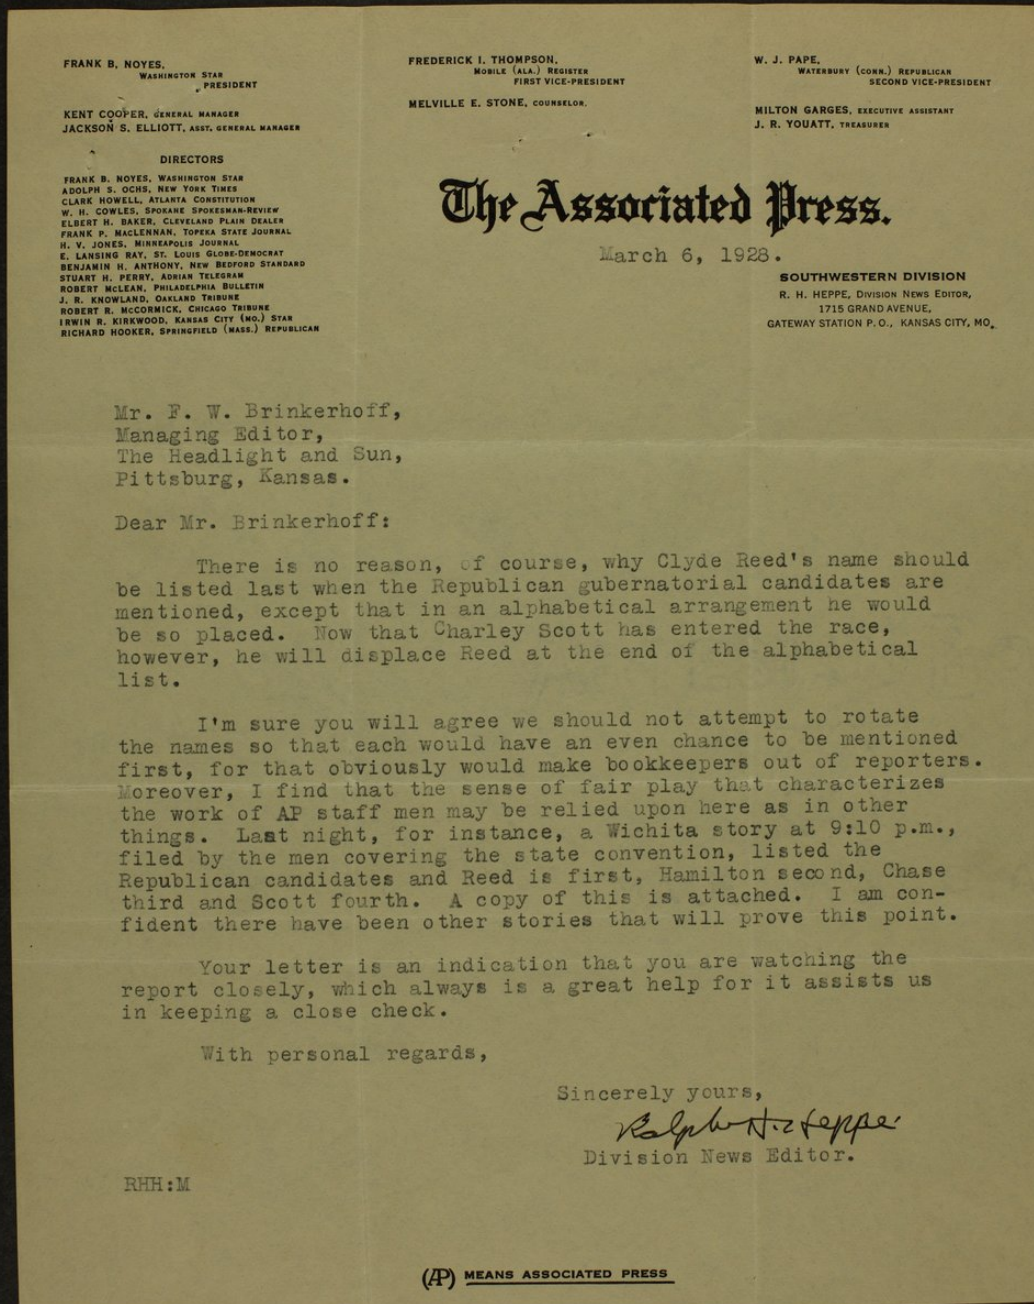 FRANK B. NOYES,
WASHINGTON STAR
PRESIDENT
KENT COOPER, GENERAL MANAGER
JACKSON S. ELLIOTT, ASST. GENERAL MANAGER
FREDERICK I. THOMPSON,
MOBILE (ALA.) REGISTER
FIRST VICE-PRESIDENT
MELVILLE E. STONE, COUNSELOR.
W. J. PAPE,
WATERBURY (CONN.) REPUBLICAN
SECOND VICE-PRESIDENT
MILTON GARGES, EXECUTIVE ASSISTANT
J. R. YOUATT, TREASURER
DIRECTORS
FRANK B. NOYES, WASHINGTON STAR
ADOLPH S. OCHS, NEW YORK TIMES
CLARK HOWELL, ATLANTA CONSTITUTION
W. H. COWLES, SPOKANE SPOKESMAN-REVIEW
ELBERT H. BAKER, CLEVELAND PLAIN DEALER
FRANK P. MACLENNAN, TOPEKA STATE JOURNAL
H. V. JONES, MINNEAPOLIS JOURNAL
E. LANSING RAY, ST. LOUIS GLOBE-DEMOCRAT
BENJAMIN H. ANTHONY, NEW BEDFORD STANDARD
STUART H. PERRY, ADRIAN TELEGRAM
ROBERT MCLEAN, PHILADELPHIA BULLETIN
J. R. KNOWLAND, OAKLAND TRIBUNE
ROBERT R. MCCORMICK, CHICAGO TRIBUNE
IRWIN R. KIRKWOOD, KANSAS CITY (MO.) STAR
RICHARD HOOKER, SPRINGFIELD (MASS.) REPUBLICAN
The Associated Press.
March 6, 1928.
SOUTHWESTERN DIVISION
R. H. HEPPE, DIVISION NEWS EDITOR,
1715 GRAND AVENUE,
GATEWAY STATION P. O., KANSAS CITY, MO.
Mr. F. W. Brinkerhoff,
Managing Editor,
The Headlight and Sun,
Pittsburg, Kansas.
Dear Mr. Brinkerhoff:
There is no reason, of course, why Clyde Reed's name should
be listed last when the Republican gubernatorial candidates are
mentioned, except that in an alphabetical arrangement he would
be so placed. Now that Charley Scott has entered the race,
however, he will displace Reed at the end of the alphabetical
list.
I'm sure you will agree we should not attempt to rotate
the names so that each would have an even chance to be mentioned
first, for that obviously would make bookkeepers out of reporters.
Moreover, I find that the sense of fair play that characterizes
the work of AP staff men may be relied upon here as in other
things. Last night, for instance, a Wichita story at 9:10 p.m.,
filed by the men covering the state convention, listed the
Republican candidates and Reed is first, Hamilton second, Chase
third and Scott fourth. A copy of this is attached. I am con-
fident there have been other stories that will prove this point.
Your letter is an indication that you are watching the
report closely, which always is a great help for it assists us
in keeping a close check.
With personal regards,
Sincerely yours,
Ralph H. Heppe
Division News Editor.
RHH:M
(AP) MEANS ASSOCIATED PRESS